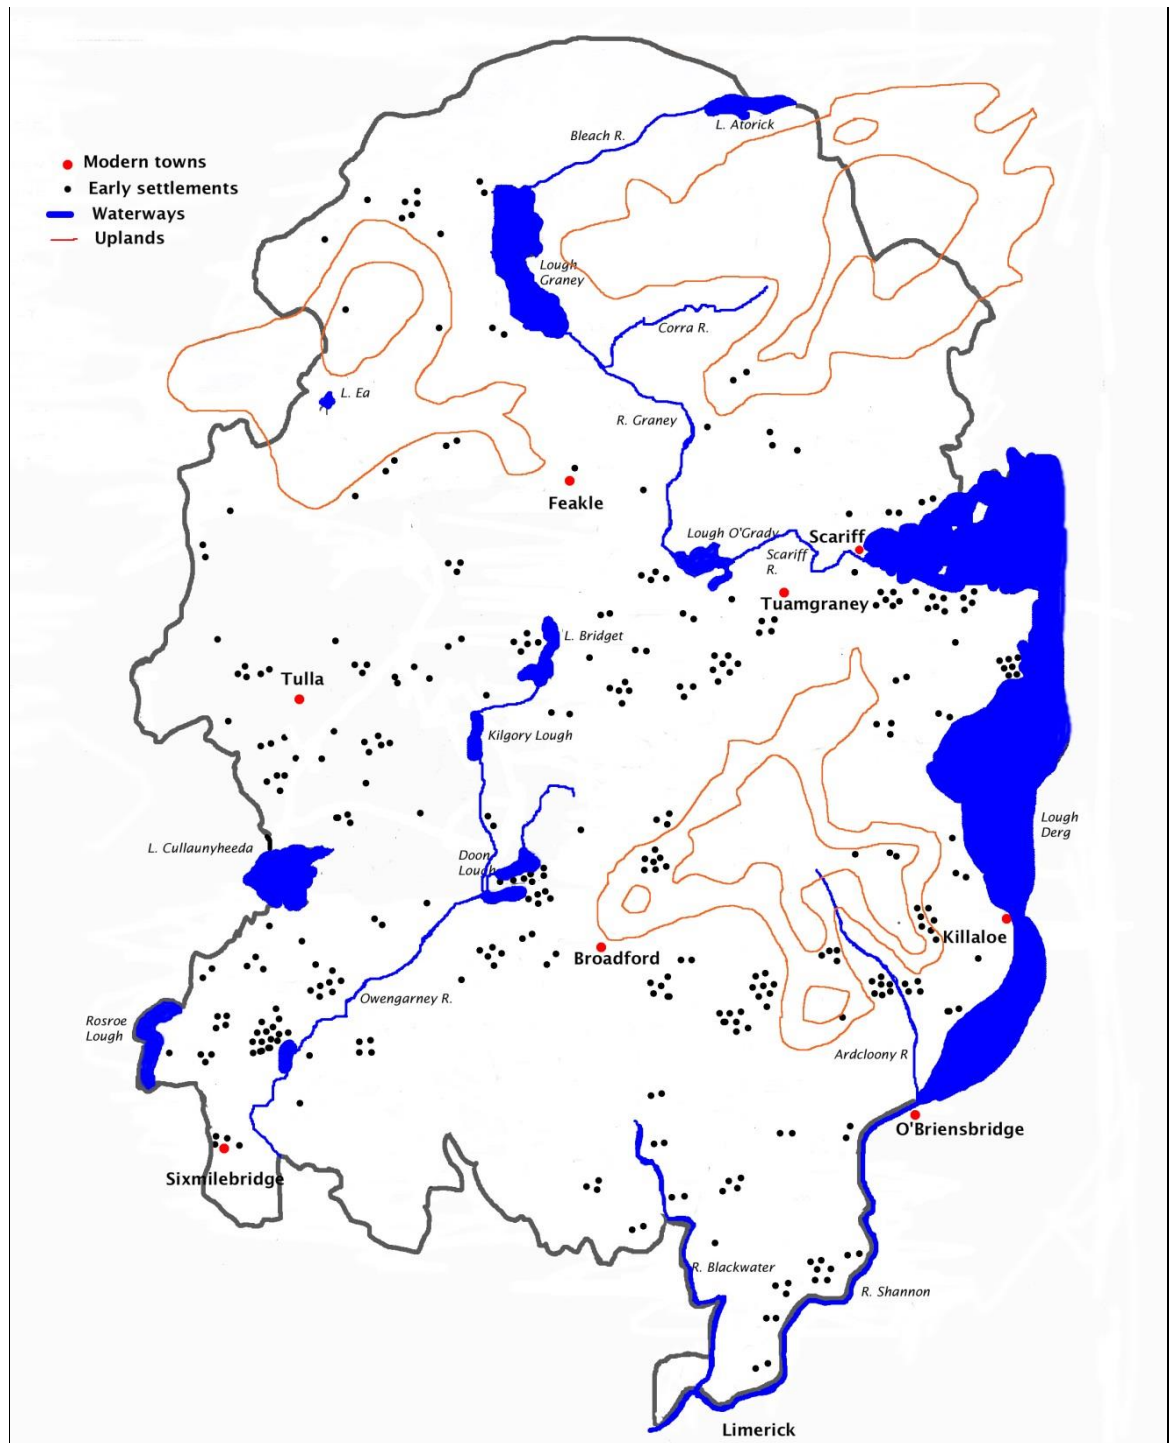 L. Atorick
Bleach R.
Modern towns
Early settlements
Waterways
Uplands
Lough
Graney
Corra R.
L. Ea
R. Graney
Feakle
Lough O'Grady
Scariff
Scariff
R.
Tuamgraney
L. Bridget
Tulla
Kilgory Lough
Lough
Derg
L. Cullaunyheeda
Doon
Lough
Killaloe
Broadford
Owengarney R.
Rosroe
Lough
Ardcloony R
O'Briensbridge
Sixmilebridge
R. Blackwater
R. Shannon
Limerick